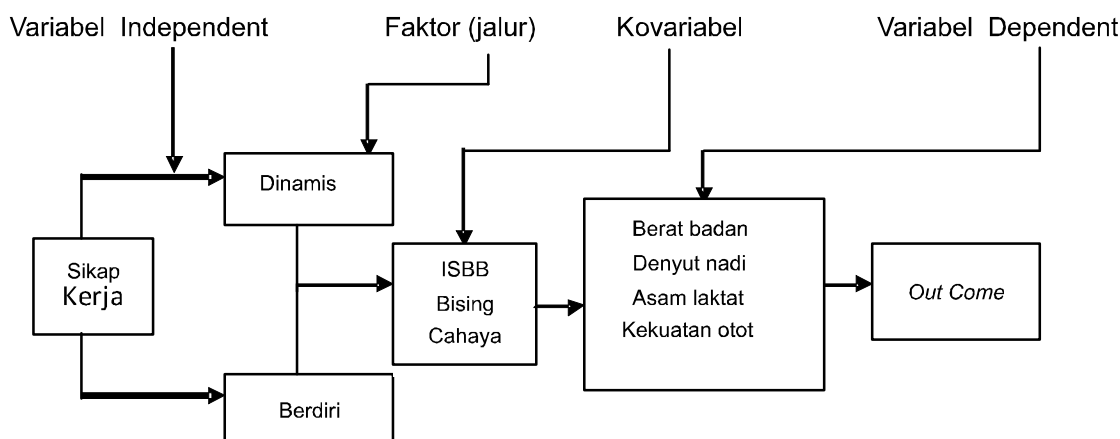 Variabel Independent
Faktor (jalur)
Kovariabel
Variabel Dependent
Dinamis
Sikap
Kerja
ISBB
Bising
Cahaya
Berat badan
Denyut nadi
Asam laktat
Kekuatan otot
Out Come
Berdiri